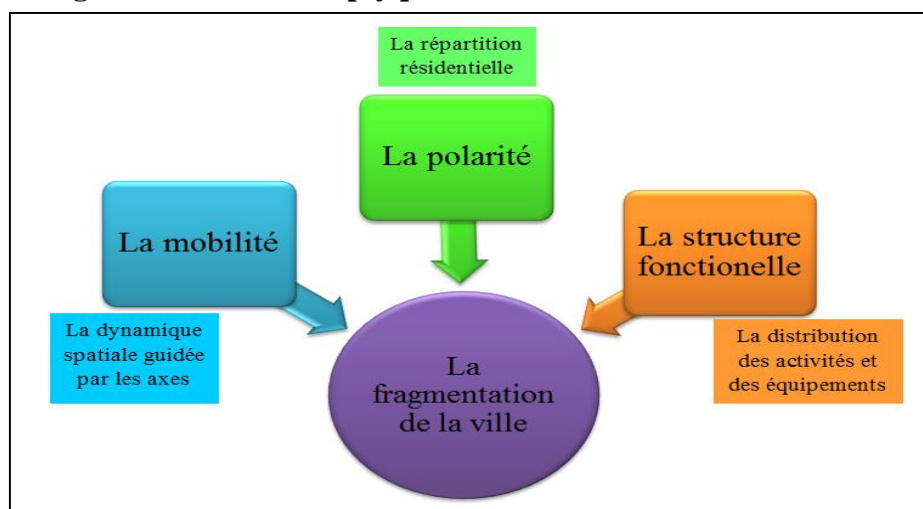 La répartition
résidentielle
La polarité
La mobilité
La structure
fonctionelle
La dynamique
spatiale guidée
par les axes
La distribution
des activités et
des équipements
La
fragmentation
de la ville